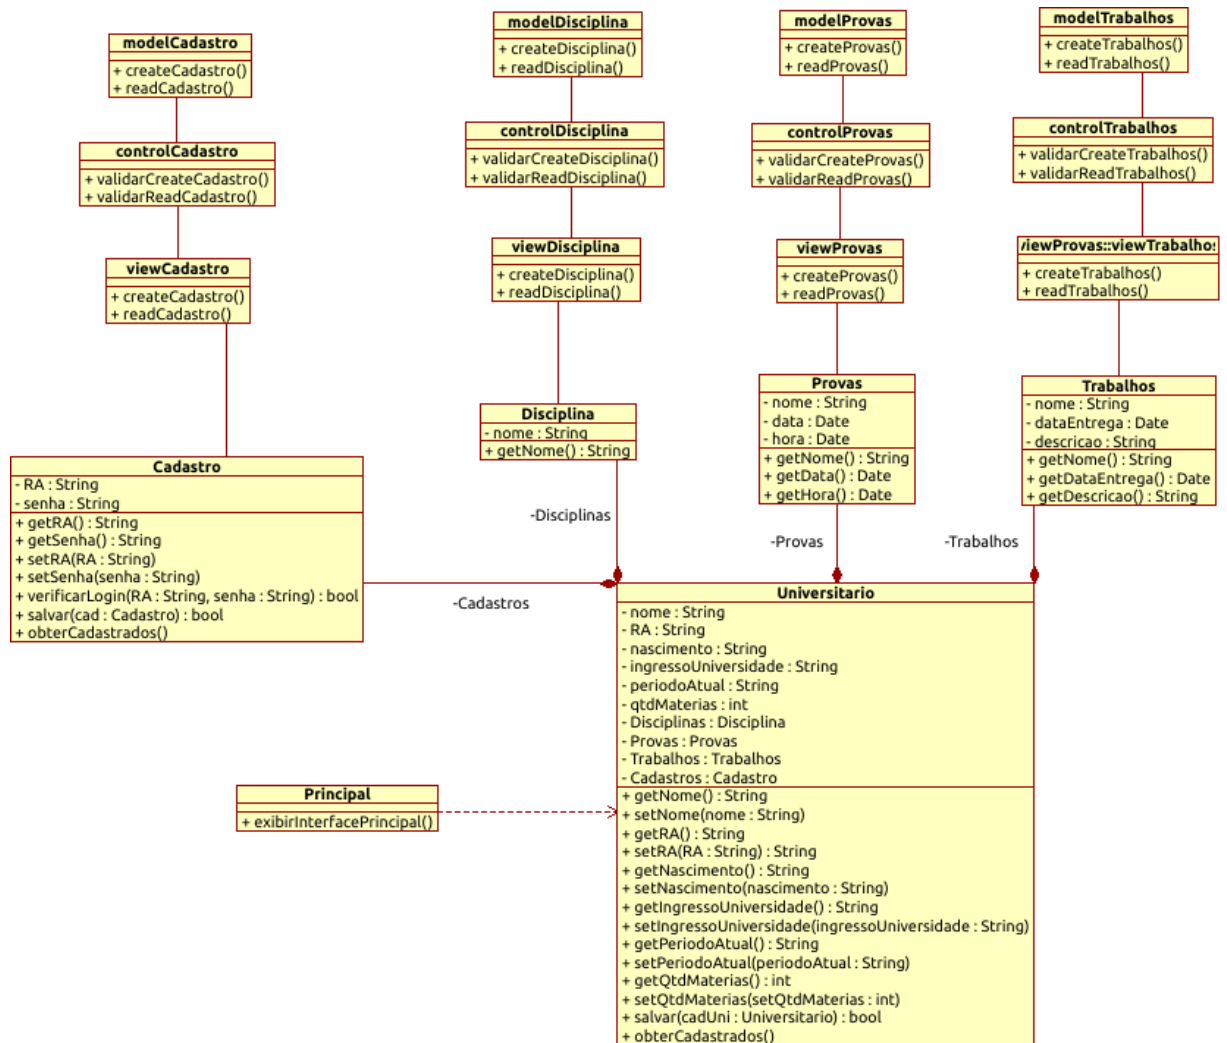 modelCadastro
+ createCadastro()
+ readCadastro()
controlCadastro
+ validarCreateCadastro()
+ validarReadCadastro()
viewCadastro
+ createCadastro()
+ readCadastro()
Cadastro
- RA : String
- senha : String
+ getRA() : String
+ getSenha() : String
+ setRA(RA : String)
+ setSenha(senha : String)
+ verificarLogin(RA : String, senha : String) : bool
+ salvar(cad : Cadastro) : bool
+ obterCadastrados()
modelDisciplina
+ createDisciplina()
+ readDisciplina()
controlDisciplina
+ validarCreateDisciplina()
+ validarReadDisciplina()
viewDisciplina
+ createDisciplina()
+ readDisciplina()
Disciplina
- nome : String
+ getNome() : String
modelProvas
+ createProvas()
+ readProvas()
controlProvas
+ validarCreateProvas()
+ validarReadProvas()
viewProvas
+ createProvas()
+ readProvas()
Provas
- nome : String
- data : Date
- hora : Date
+ getNome() : String
+ getData() : Date
+ getHora() : Date
modelTrabalhos
+ createTrabalhos()
+ readTrabalhos()
controlTrabalhos
+ validarCreateTrabalhos()
+ validarReadTrabalhos()
viewProvas::viewTrabalhos
+ createTrabalhos()
+ readTrabalhos()
Trabalhos
- nome : String
- dataEntrega : Date
- descricao : String
+ getNome() : String
+ getDataEntrega() : Date
+ getDescricao() : String
-Disciplinas
-Provas
-Trabalhos
-Cadastros
Universitario
- nome : String
- RA : String
- nascimento : String
- ingressoUniversidade : String
- periodoAtual : String
- qtdMaterias : int
- Disciplinas : Disciplina
- Provas : Provas
- Trabalhos : Trabalhos
- Cadastros : Cadastro
+ getNome() : String
+ setNome(nome : String)
+ getRA() : String
+ setRA(RA : String) : String
+ getNascimento() : String
+ setNascimento(nascimento : String)
+ getIngressoUniversidade() : String
+ setIngressoUniversidade(ingressoUniversidade : String)
+ getPeriodoAtual() : String
+ setPeriodoAtual(periodoAtual : String)
+ getQtdMaterias() : int
+ setQtdMaterias(setQtdMaterias : int)
+ salvar(cadUni : Universitario) : bool
+ obterCadastrados()
Principal
+ exibirInterfacePrincipal()